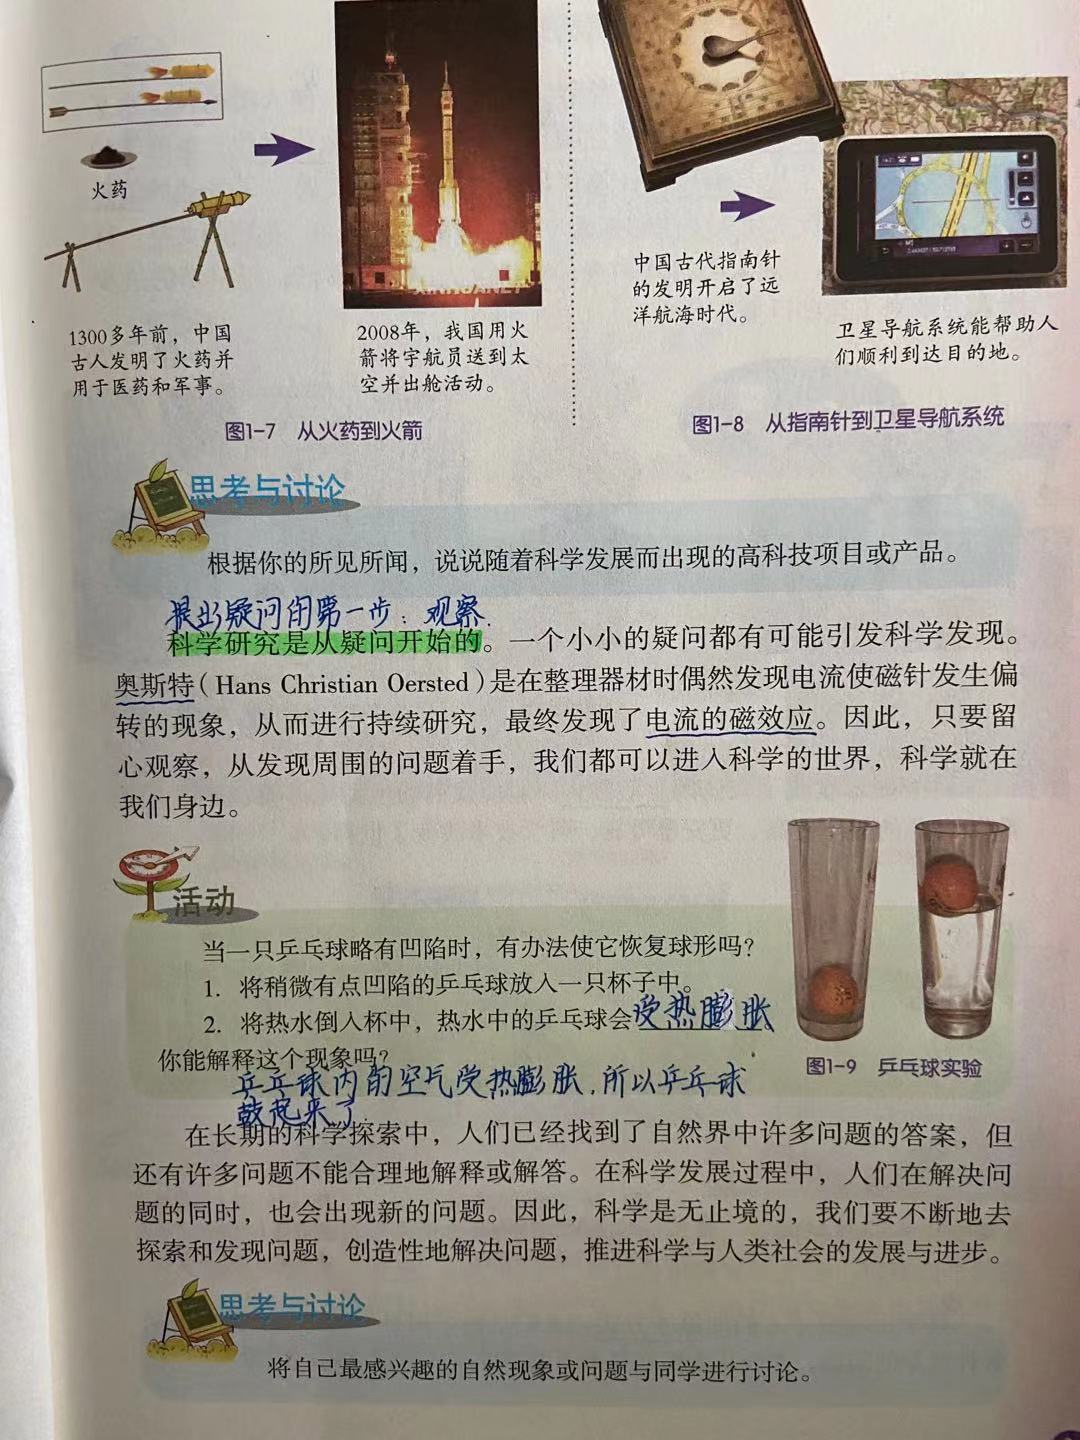 火药
1300多年前，中国
古人发明了火药并
用于医药和军事。
2008年，我国用火
箭将宇航员送到太
空并出舱活动。
图1-7 从火药到火箭
中国古代指南针
的发明开启了远
洋航海时代。
卫星导航系统能帮助人
们顺利到达目的地。
图1-8 从指南针到卫星导航系统
思考与讨论
根据你的所见所闻，说说随着科学发展而出现的高科技项目或产品。
提出疑问的第一步：观察.
科学研究是从疑问开始的。一个小小的疑问都有可能引发科学发现。
奥斯特（Hans Christian Oersted）是在整理器材时偶然发现电流使磁针发生偏
转的现象，从而进行持续研究，最终发现了电流的磁效应。因此，只要留
心观察，从发现周围的问题着手，我们都可以进入科学的世界，科学就在
我们身边。
活动
当一只乒乓球略有凹陷时，有办法使它恢复球形吗？
1. 将稍微有点凹陷的乒乓球放入一只杯子中。
2. 将热水倒入杯中，热水中的乒乓球会受热膨胀
你能解释这个现象吗？
乒乓球内的空气受热膨胀，所以乒乓球
鼓起来了.
图1-9 乒乓球实验
在长期的科学探索中，人们已经找到了自然界中许多问题的答案，但
还有许多问题不能合理地解释或解答。在科学发展过程中，人们在解决问
题的同时，也会出现新的问题。因此，科学是无止境的，我们要不断地去
探索和发现问题，创造性地解决问题，推进科学与人类社会的发展与进步。
思考与讨论
将自己最感兴趣的自然现象或问题与同学进行讨论。